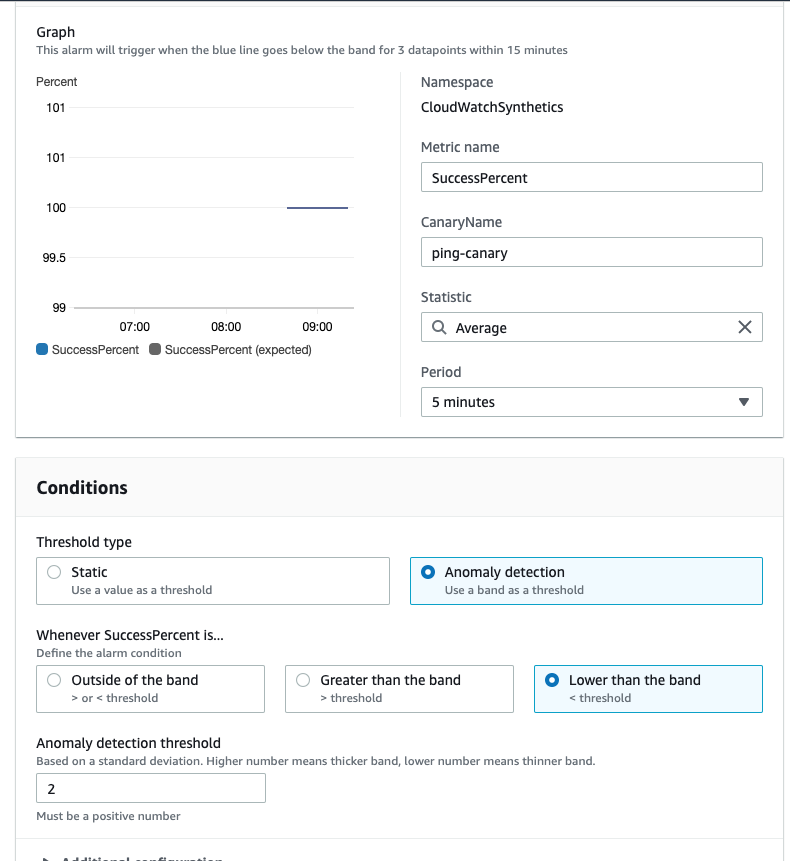 Graph
This alarm will trigger when the blue line goes below the band for 3 datapoints within 15 minutes
Percent
101
101
100
99.5
99
07:00 08:00 09:00
SuccessPercent SuccessPercent (expected)
Namespace
CloudWatchSynthetics
Metric name
SuccessPercent
CanaryName
ping-canary
Statistic
Average
Period
5 minutes
Conditions
Threshold type
Static
Use a value as a threshold
Anomaly detection
Use a band as a threshold
Whenever SuccessPercent is...
Define the alarm condition
Outside of the band
> or < threshold
Greater than the band
> threshold
Lower than the band
< threshold
Anomaly detection threshold
Based on a standard deviation. Higher number means thicker band, lower number means thinner band.
2
Must be a positive number
Additional configuration